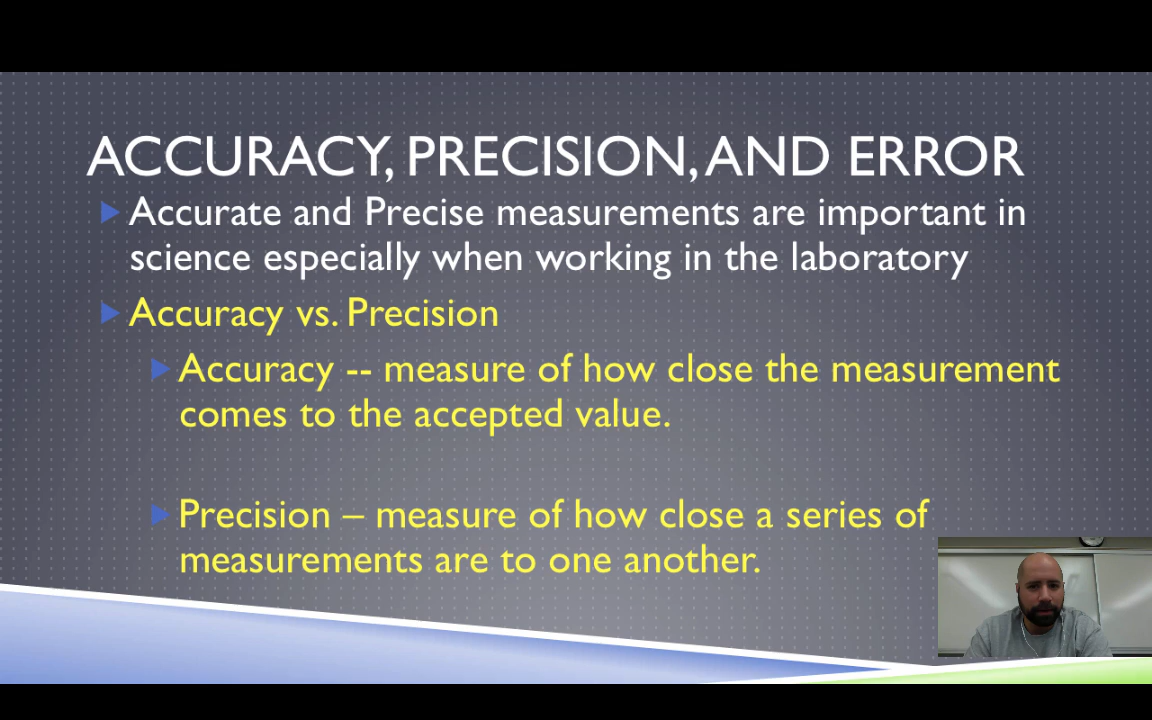 ACCURACY, PRECISION, AND ERROR
Accurate and Precise measurements are important in
science especially when working in the laboratory
Accuracy vs. Precision
Accuracy -- measure of how close the measurement
comes to the accepted value.
Precision – measure of how close a series of
measurements are to one another.